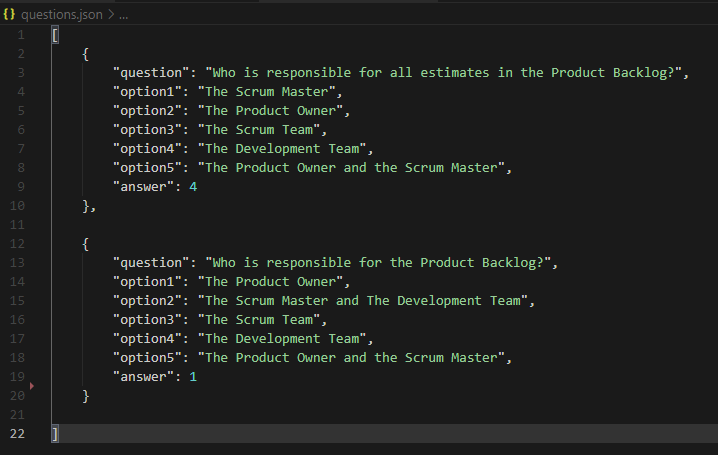 {} questions.json > ...
1 [
2 {
3 "question": "Who is responsible for all estimates in the Product Backlog?",
4 "option1": "The Scrum Master",
5 "option2": "The Product Owner",
6 "option3": "The Scrum Team",
7 "option4": "The Development Team",
8 "option5": "The Product Owner and the Scrum Master",
9 "answer": 4
10 },
11
12 {
13 "question": "Who is responsible for the Product Backlog?",
14 "option1": "The Product Owner",
15 "option2": "The Scrum Master and The Development Team",
16 "option3": "The Scrum Team",
17 "option4": "The Development Team",
18 "option5": "The Product Owner and the Scrum Master",
19 "answer": 1
20 }
21
22 ]